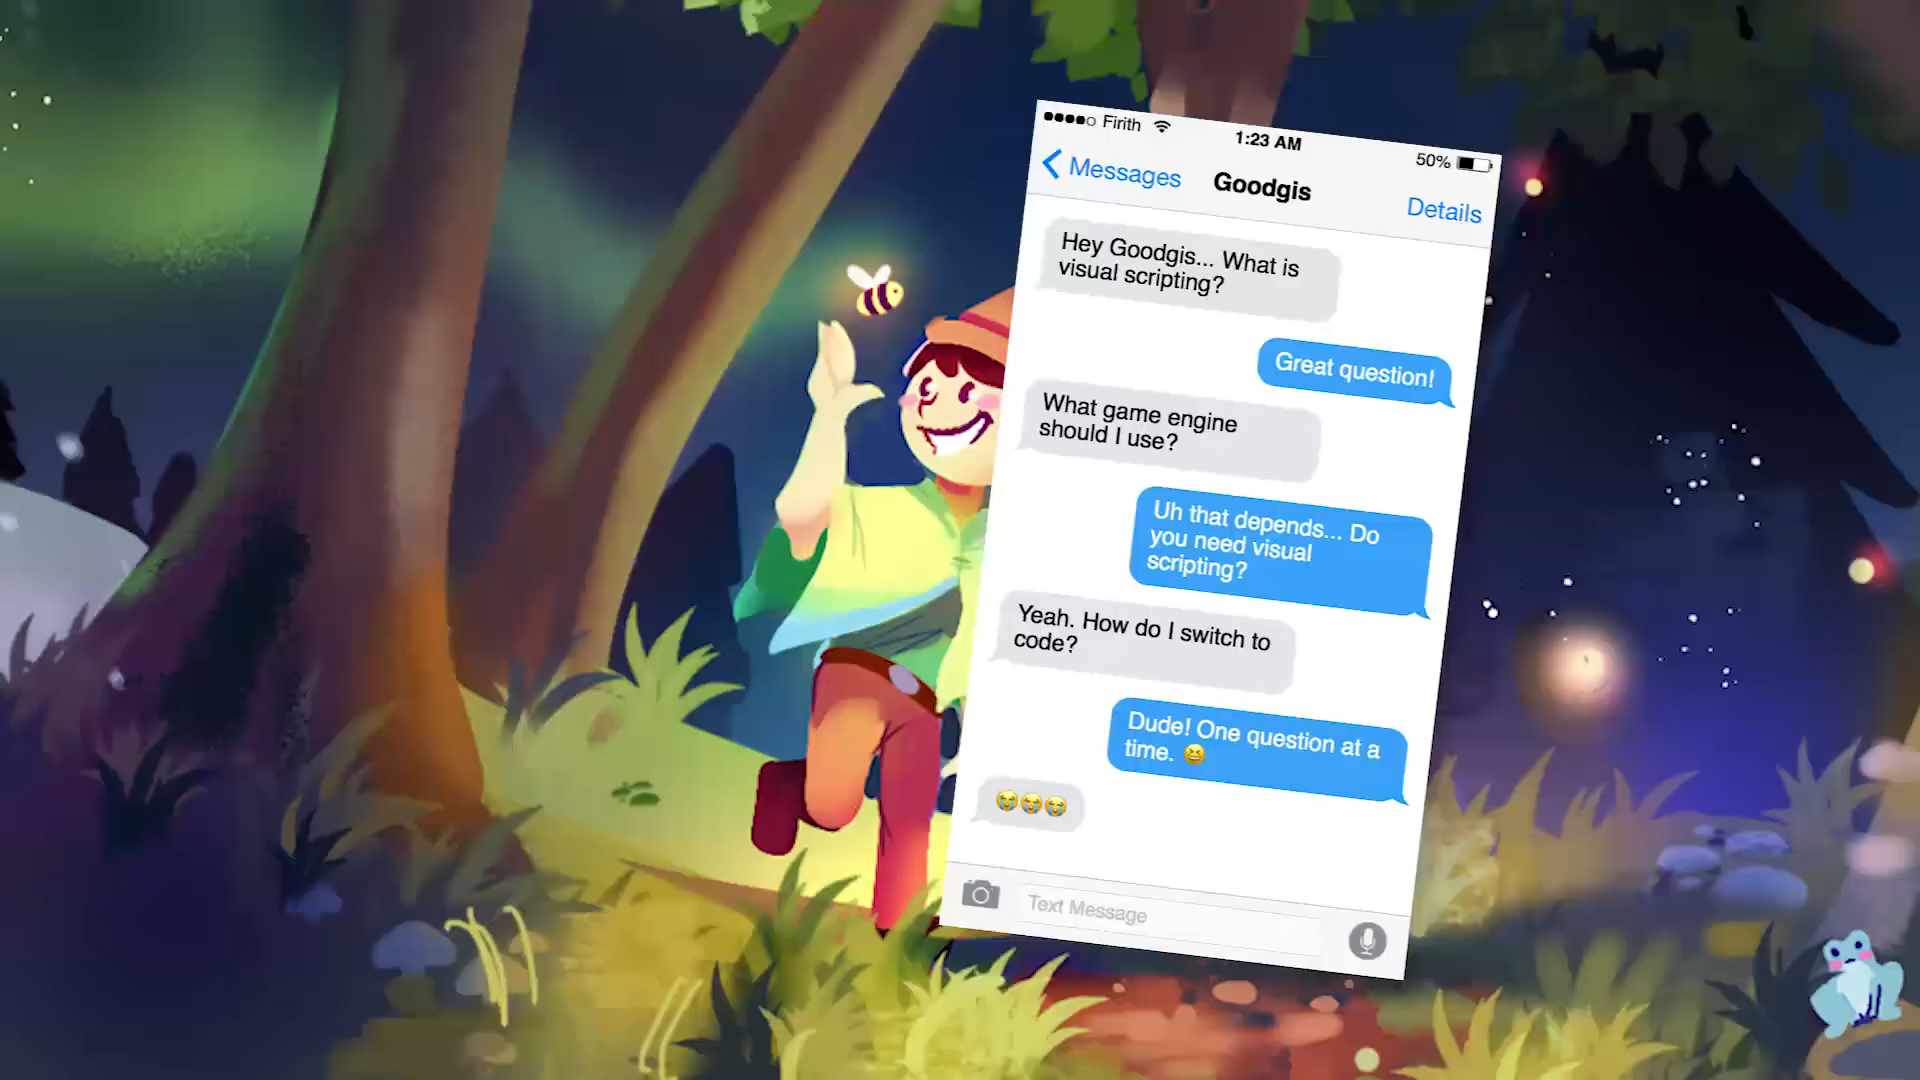 Firith
1:23 AM
50%
Messages
Goodgis
Details
Hey Goodgis... What is
visual scripting?
Great question!
What game engine
should I use?
Uh that depends... Do
you need visual
scripting?
Yeah. How do I switch to
code?
Dude! One question at a
time. 😆
😭😭😭
Text Message